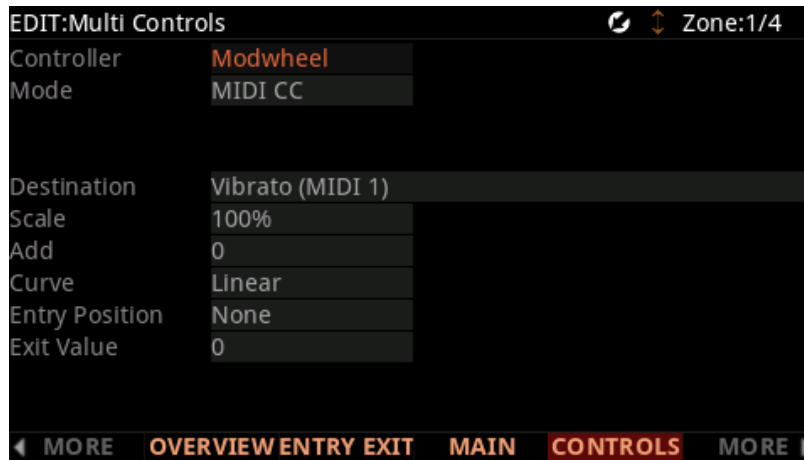 EDIT:Multi Controls Zone:1/4
Controller Modwheel
Mode MIDI CC
Destination Vibrato (MIDI 1)
Scale 100%
Add 0
Curve Linear
Entry Position None
Exit Value 0
MORE OVERVIEW ENTRY EXIT MAIN CONTROLS MORE